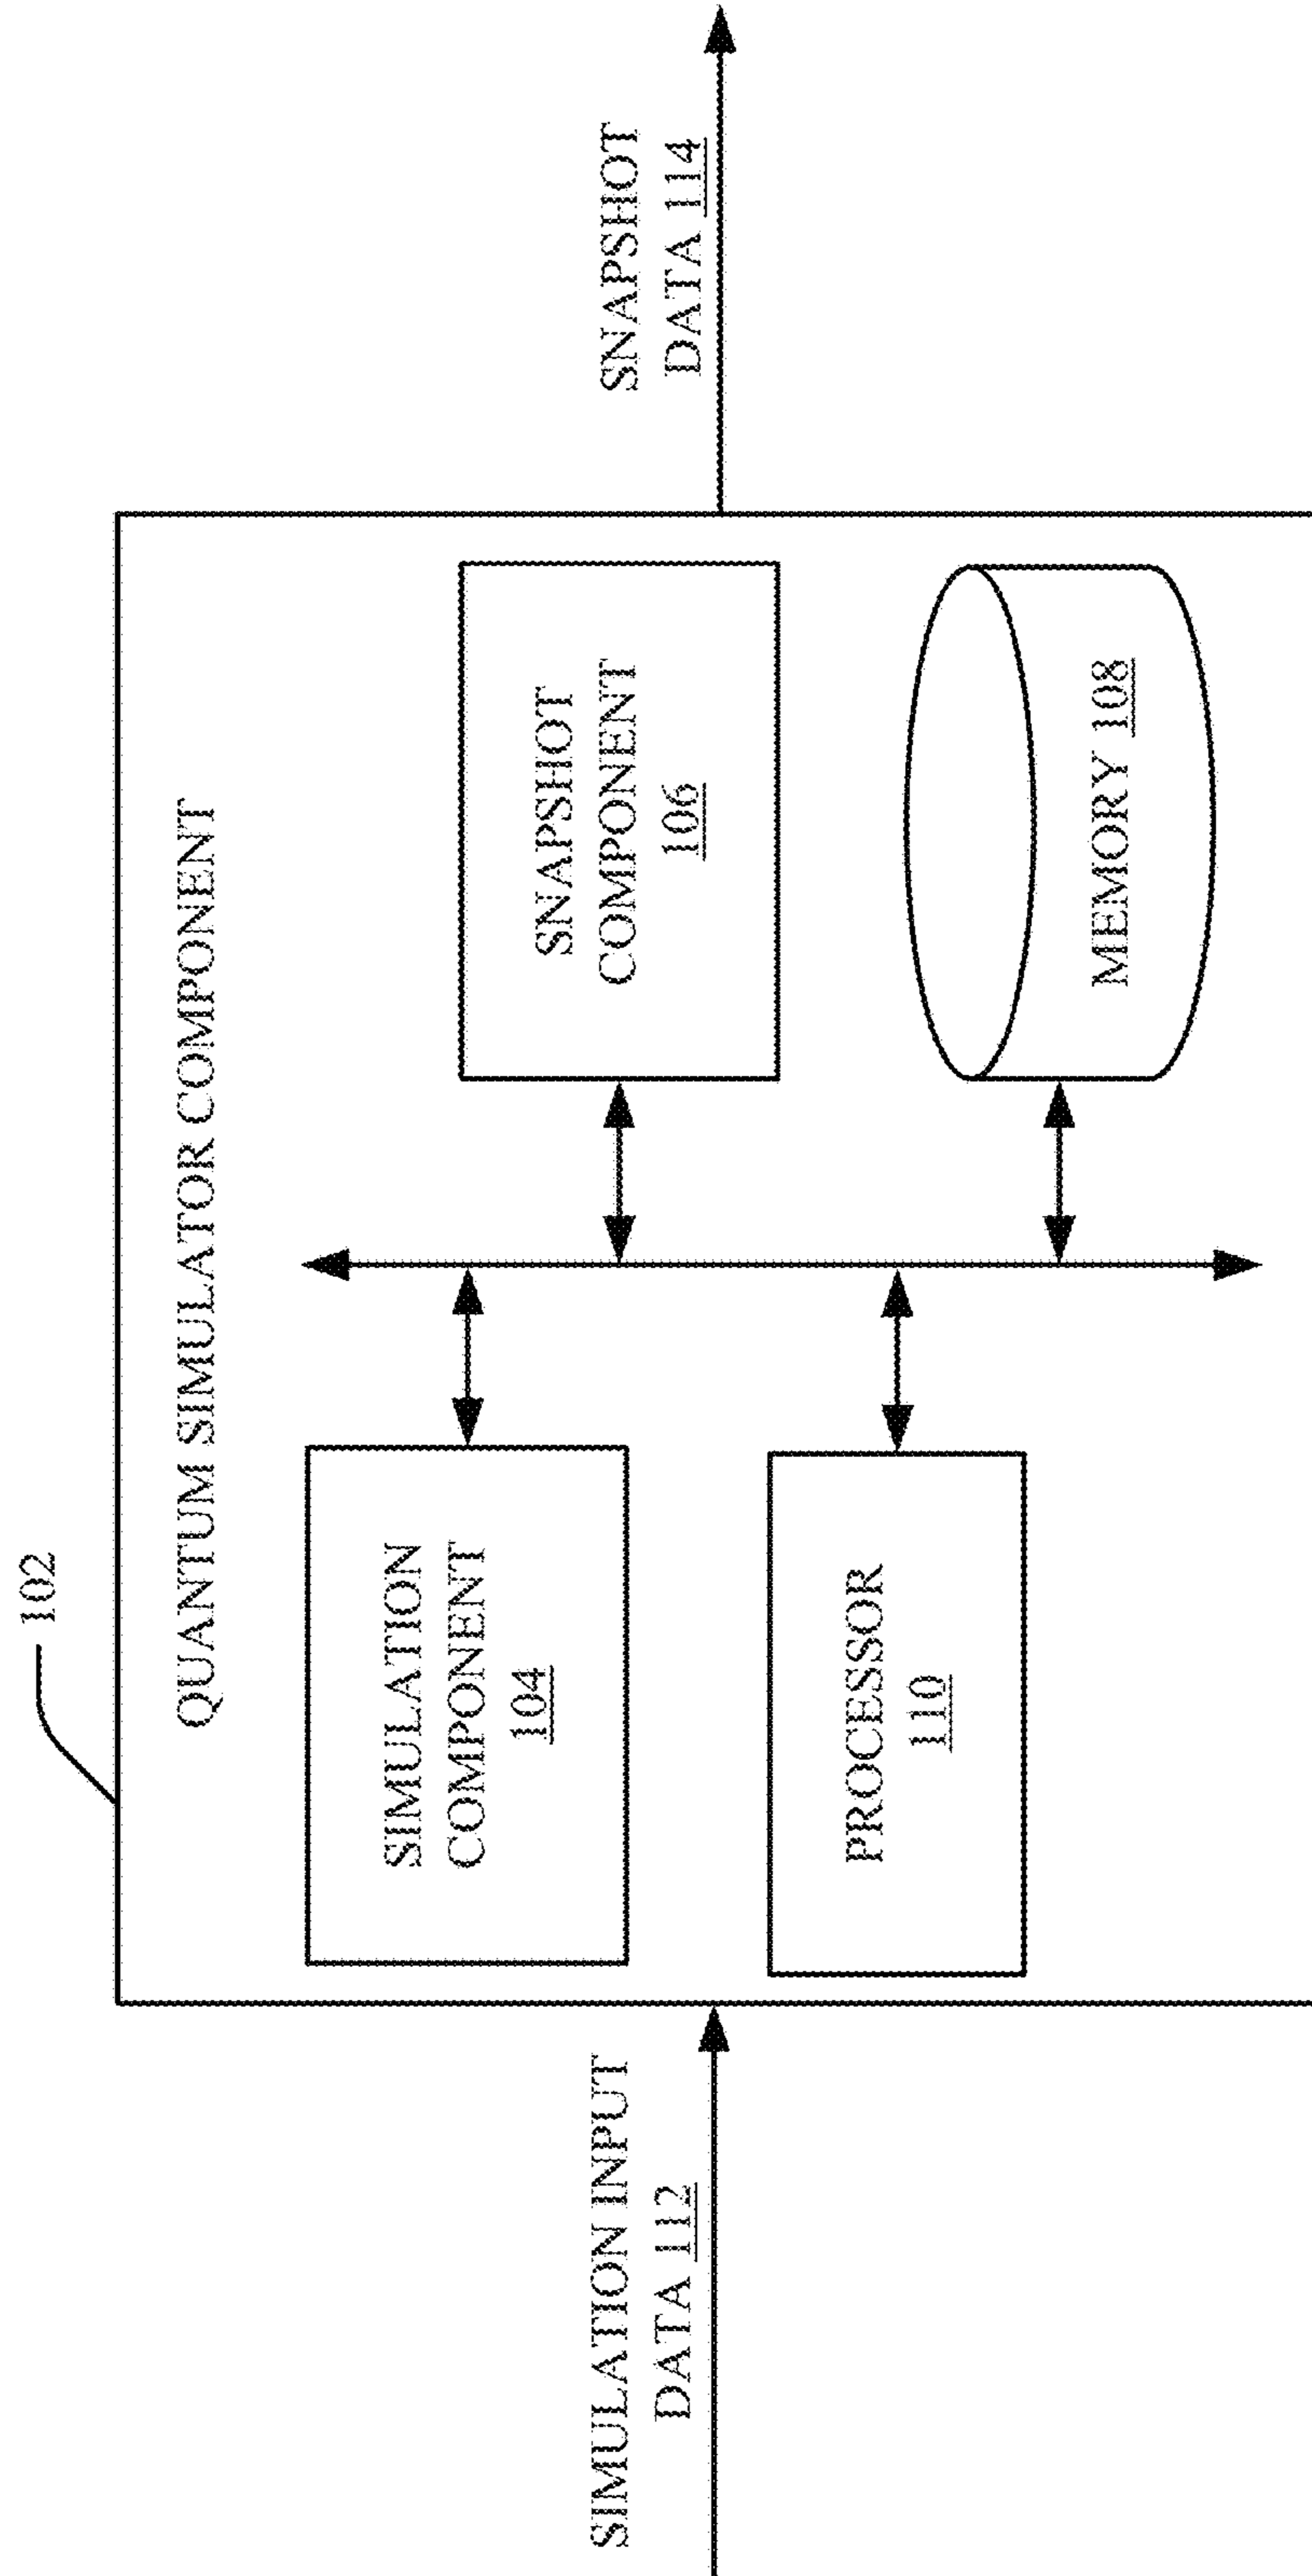 102
QUANTUM SIMULATOR COMPONENT
SIMULATION INPUT
DATA 112
SIMULATION
COMPONENT
104
SNAPSHOT
COMPONENT
106
SNAPSHOT
DATA 114
PROCESSOR
110
MEMORY 108